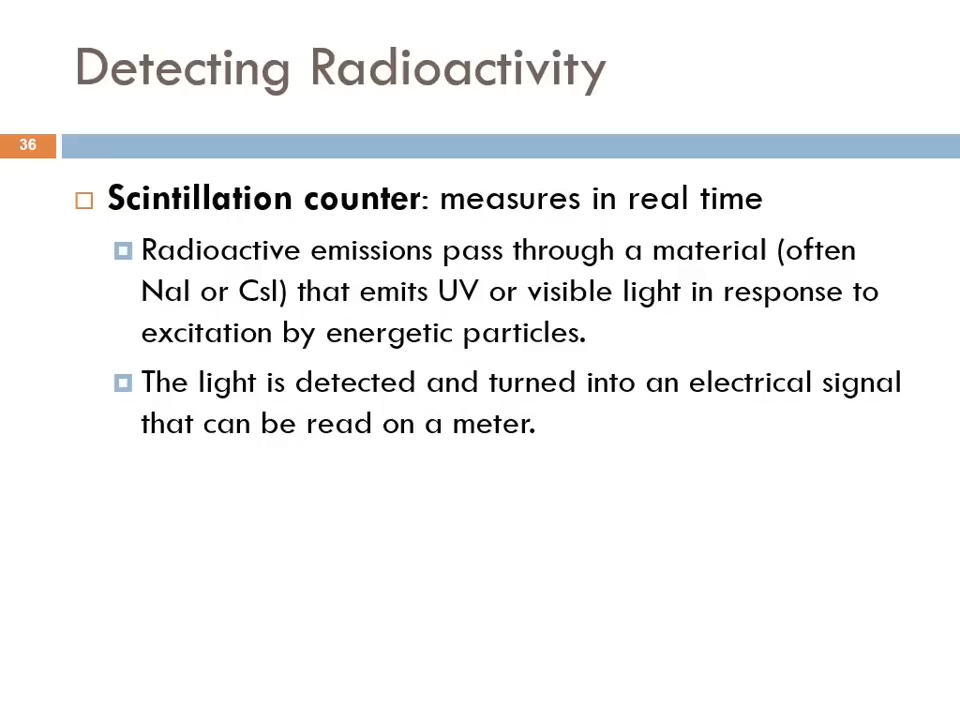 Detecting Radioactivity
36
Scintillation counter: measures in real time
Radioactive emissions pass through a material (often
NaI or CsI) that emits UV or visible light in response to
excitation by energetic particles.
The light is detected and turned into an electrical signal
that can be read on a meter.